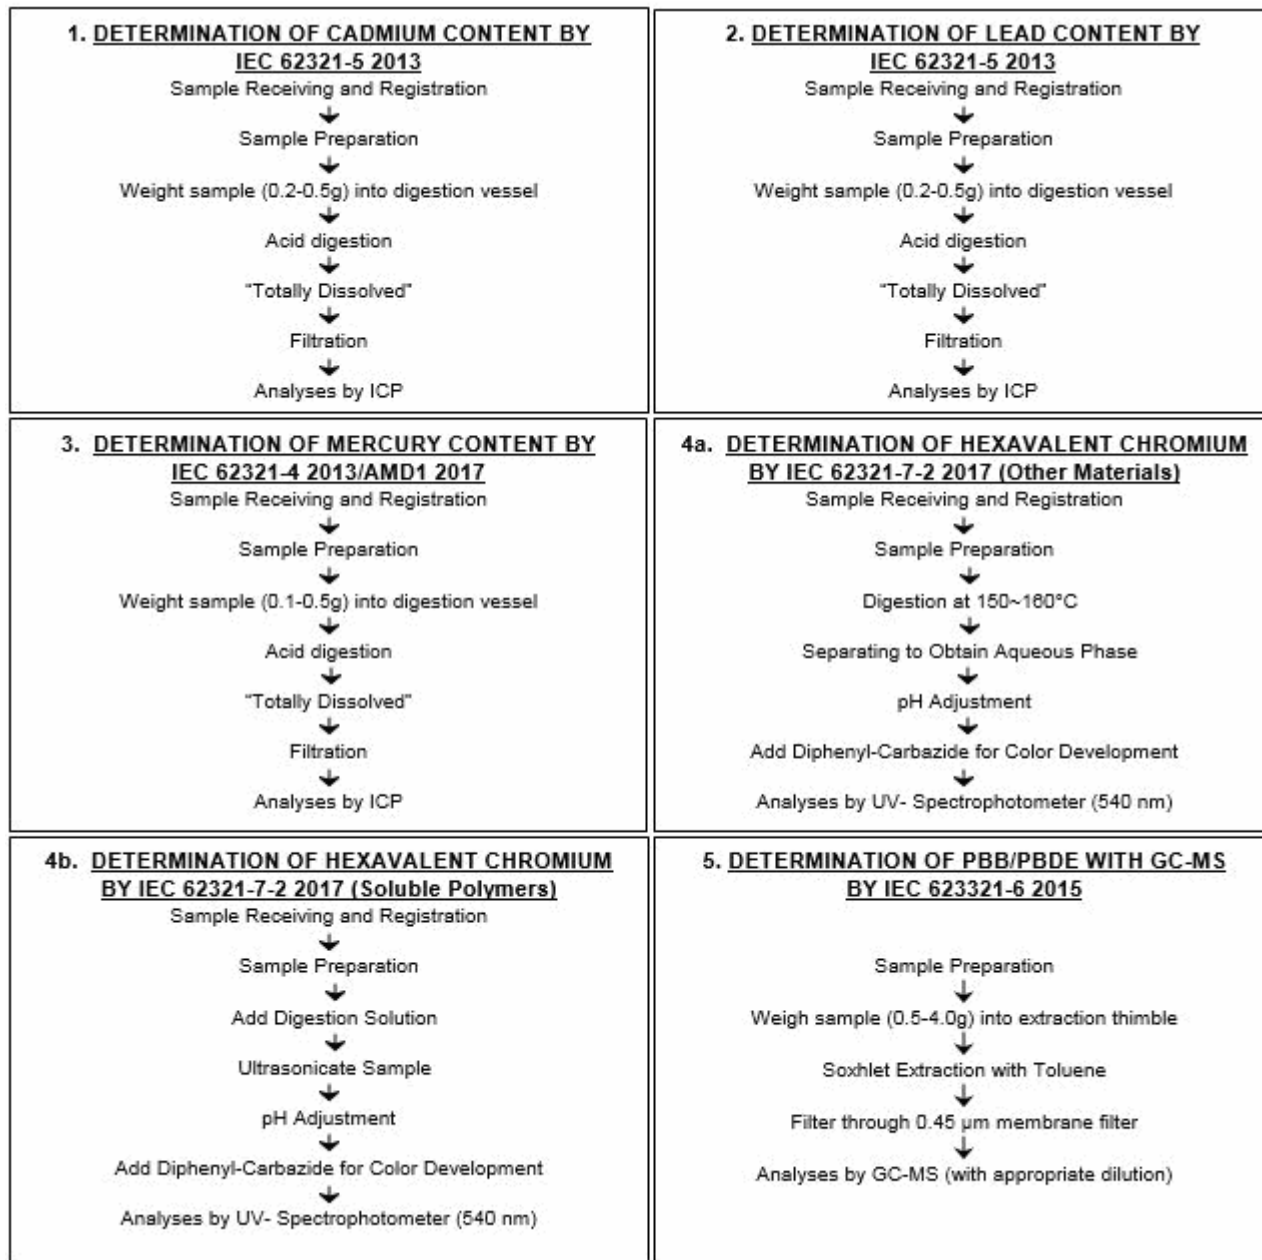 1. DETERMINATION OF CADMIUM CONTENT BY
IEC 62321-5 2013
Sample Receiving and Registration
Sample Preparation
Weight sample (0.2-0.5g) into digestion vessel
Acid digestion
"Totally Dissolved"
Filtration
Analyses by ICP
2. DETERMINATION OF LEAD CONTENT BY
IEC 62321-5 2013
Sample Receiving and Registration
Sample Preparation
Weight sample (0.2-0.5g) into digestion vessel
Acid digestion
"Totally Dissolved"
Filtration
Analyses by ICP
3. DETERMINATION OF MERCURY CONTENT BY
IEC 62321-4 2013/AMD1 2017
Sample Receiving and Registration
Sample Preparation
Weight sample (0.1-0.5g) into digestion vessel
Acid digestion
"Totally Dissolved"
Filtration
Analyses by ICP
4a. DETERMINATION OF HEXAVALENT CHROMIUM
BY IEC 62321-7-2 2017 (Other Materials)
Sample Receiving and Registration
Sample Preparation
Digestion at 150~160°C
Separating to Obtain Aqueous Phase
pH Adjustment
Add Diphenyl-Carbazide for Color Development
Analyses by UV- Spectrophotometer (540 nm)
4b. DETERMINATION OF HEXAVALENT CHROMIUM
BY IEC 62321-7-2 2017 (Soluble Polymers)
Sample Receiving and Registration
Sample Preparation
Add Digestion Solution
Ultrasonicate Sample
pH Adjustment
Add Diphenyl-Carbazide for Color Development
Analyses by UV- Spectrophotometer (540 nm)
5. DETERMINATION OF PBB/PBDE WITH GC-MS
BY IEC 623321-6 2015
Sample Preparation
Weigh sample (0.5-4.0g) into extraction thimble
Soxhlet Extraction with Toluene
Filter through 0.45 µm membrane filter
Analyses by GC-MS (with appropriate dilution)